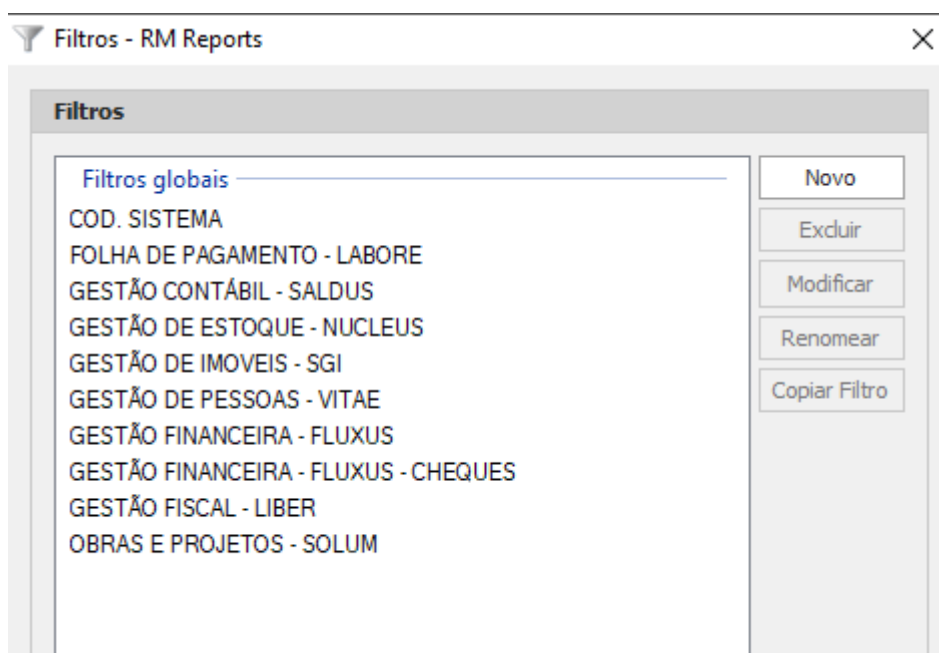 Filtros - RM Reports
Filtros
Filtros globais
COD. SISTEMA
FOLHA DE PAGAMENTO - LABORE
GESTÃO CONTÁBIL - SALDUS
GESTÃO DE ESTOQUE - NUCLEUS
GESTÃO DE IMOVEIS - SGI
GESTÃO DE PESSOAS - VITAE
GESTÃO FINANCEIRA - FLUXUS
GESTÃO FINANCEIRA - FLUXUS - CHEQUES
GESTÃO FISCAL - LIBER
OBRAS E PROJETOS - SOLUM
Novo
Excluir
Modificar
Renomear
Copiar Filtro